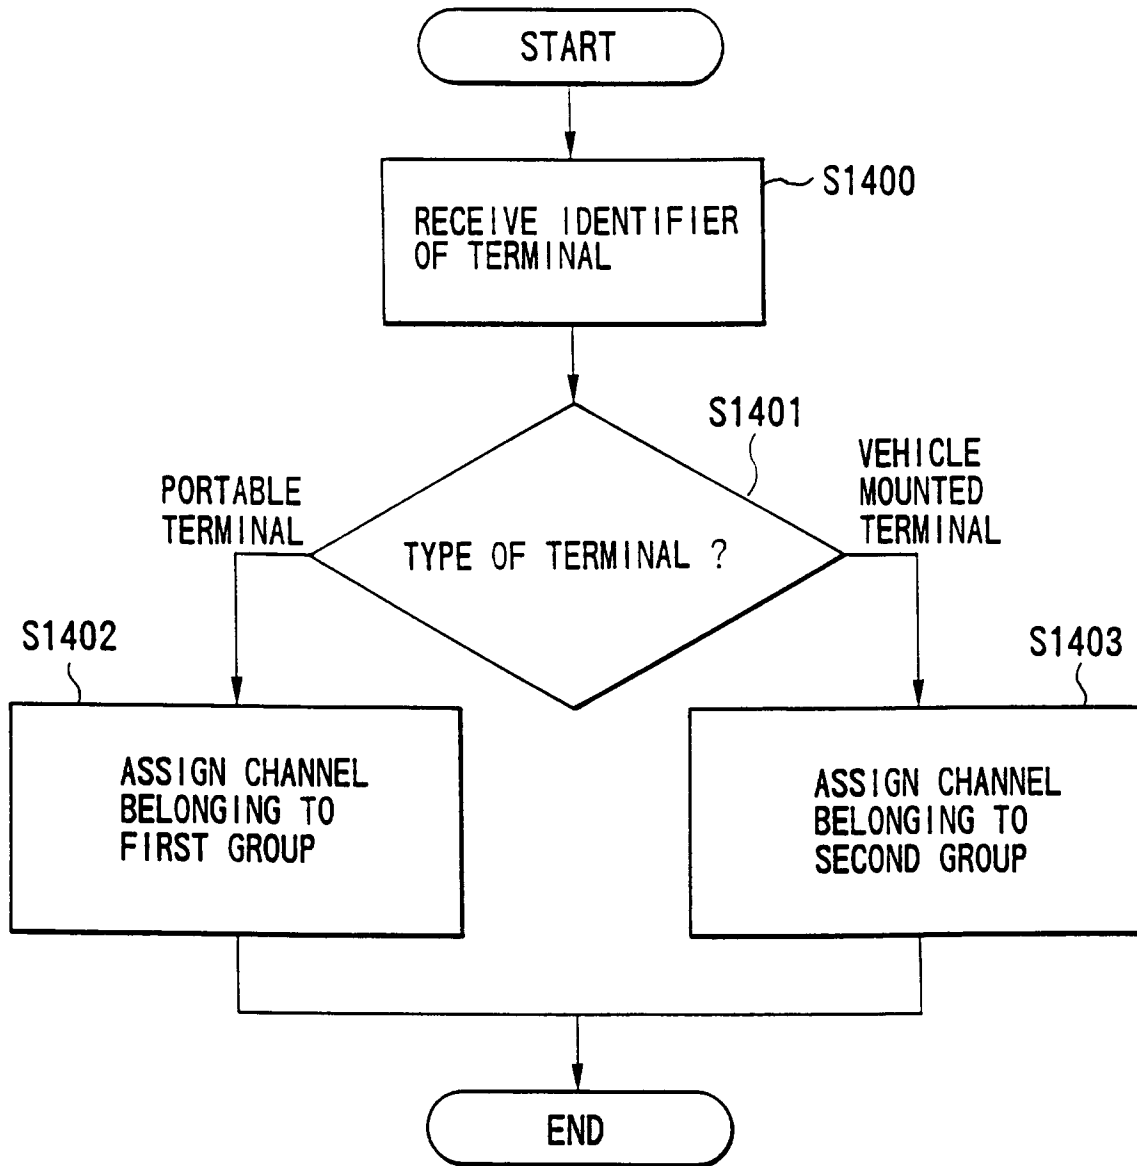 START
S1400
RECEIVE IDENTIFIER
OF TERMINAL
S1401
PORTABLE
TERMINAL
VEHICLE
MOUNTED
TERMINAL
TYPE OF TERMINAL ?
S1402
S1403
ASSIGN CHANNEL
BELONGING TO
FIRST GROUP
ASSIGN CHANNEL
BELONGING TO
SECOND GROUP
END